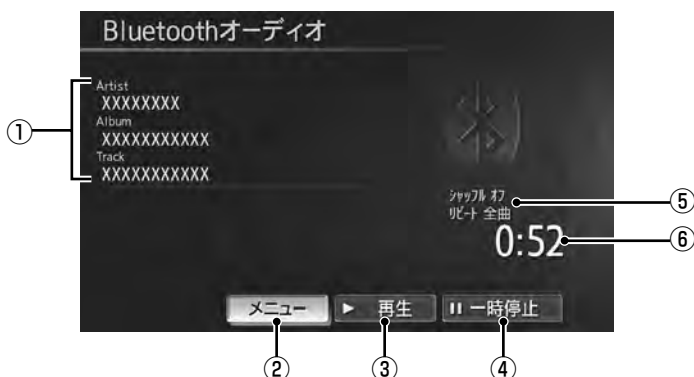 Bluetoothオーディオ
Artist
XXXXXXXX
Album
XXXXXXXXXXX
Track
XXXXXXXXXXX
①
ｼｬｯﾌﾙ ｵﾌ
ﾘﾋﾟｰﾄ 全曲
⑤
0:52
⑥
メニュー
▶ 再生
II 一時停止
②
③
④